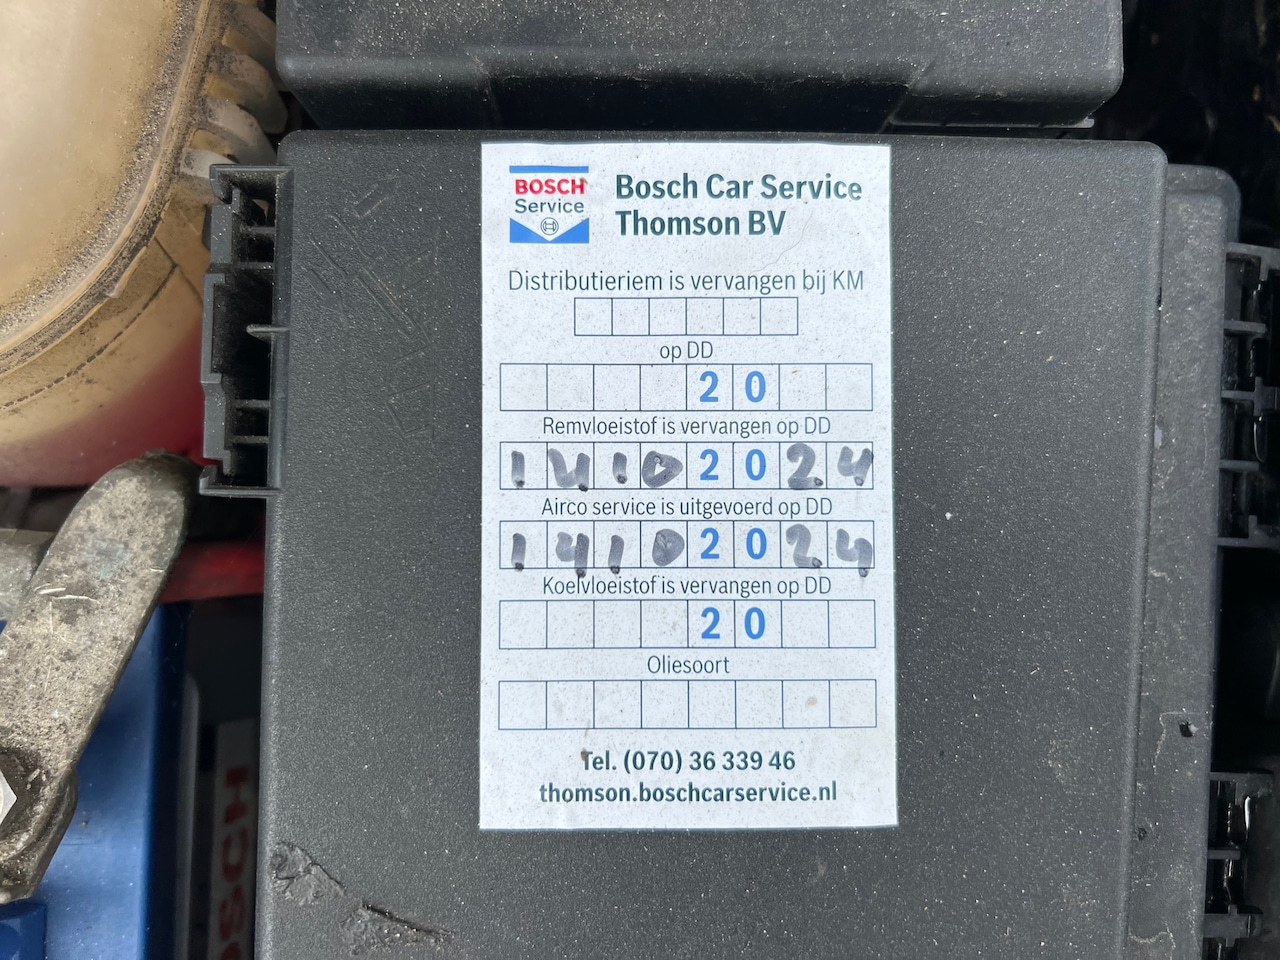 BOSCH
Service
Bosch Car Service
Thomson BV
Distributieriem is vervangen bij KM
op DD
20
Remvloeistof is vervangen op DD
14102024
Airco service is uitgevoerd op DD
14102024
Koelvloeistof is vervangen op DD
20
Oliesoort
Tel. (070) 36 339 46
thomson.boschcarservice.nl
BOSCH